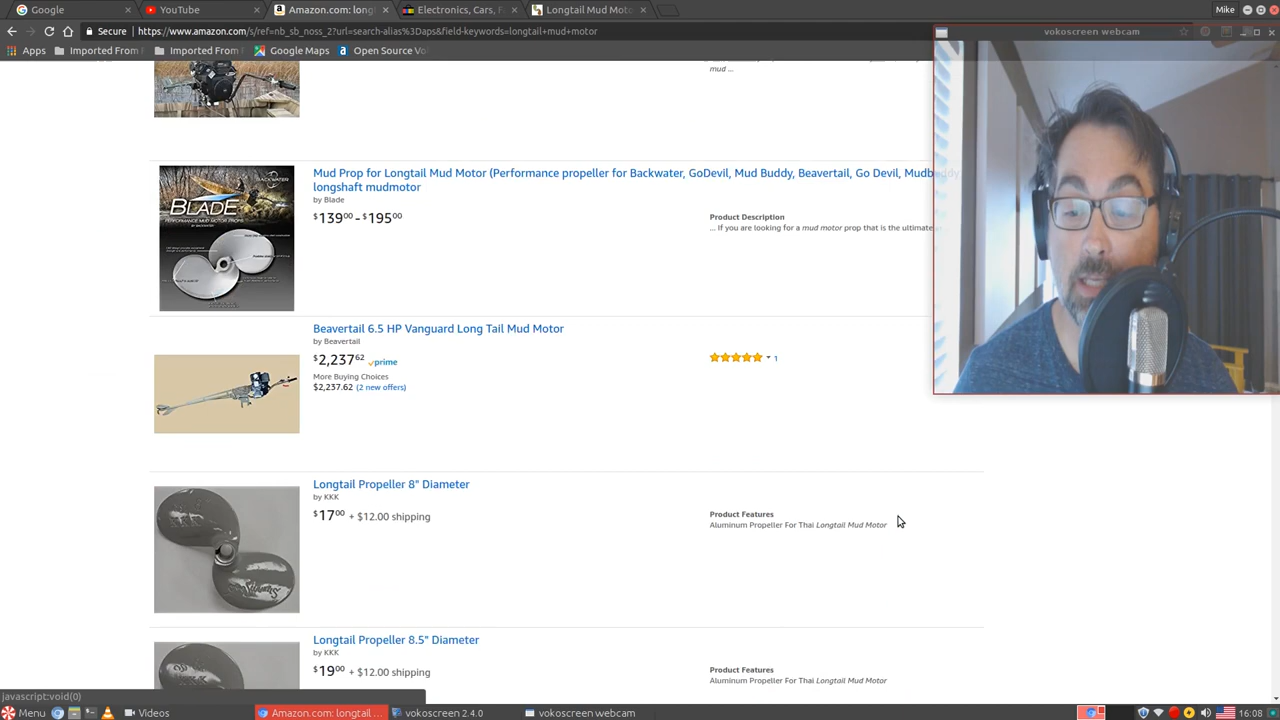 Google
YouTube
Amazon.com: longt
Electronics, Cars, F
Longtail Mud Moto
Mike
Secure
https://www.amazon.com/s/ref=nb_sb_noss_2?url=search-alias%3Daps&field-keywords=longtail+mud+motor
vokoscreen webcam
Apps
Imported From
Imported From
Google Maps
Open Source Vo
mud ...
Mud Prop for Longtail Mud Motor (Performance propeller for Backwater, GoDevil, Mud Buddy, Beavertail, Go Devil, Mudbuddy
longshaft mudmotor
by Blade
$139.00 - $195.00
Product Description
... If you are looking for a mud motor prop that is the ultimate
BACKWATER
BLADE
PERFORMANCE MUD MOTOR PROPS
Beavertail 6.5 HP Vanguard Long Tail Mud Motor
by Beavertail
$2,237.62 prime
More Buying Choices
$2,237.62 (2 new offers)
1
Longtail Propeller 8" Diameter
by KKK
$17.00 + $12.00 shipping
Product Features
Aluminum Propeller For Thai Longtail Mud Motor
Longtail Propeller 8.5" Diameter
by KKK
$19.00 + $12.00 shipping
Product Features
Aluminum Propeller For Thai Longtail Mud Motor
javascript:void(0)
Menu
Videos
Amazon.com: longtail ...
vokoscreen 2.4.0
vokoscreen webcam
16:08